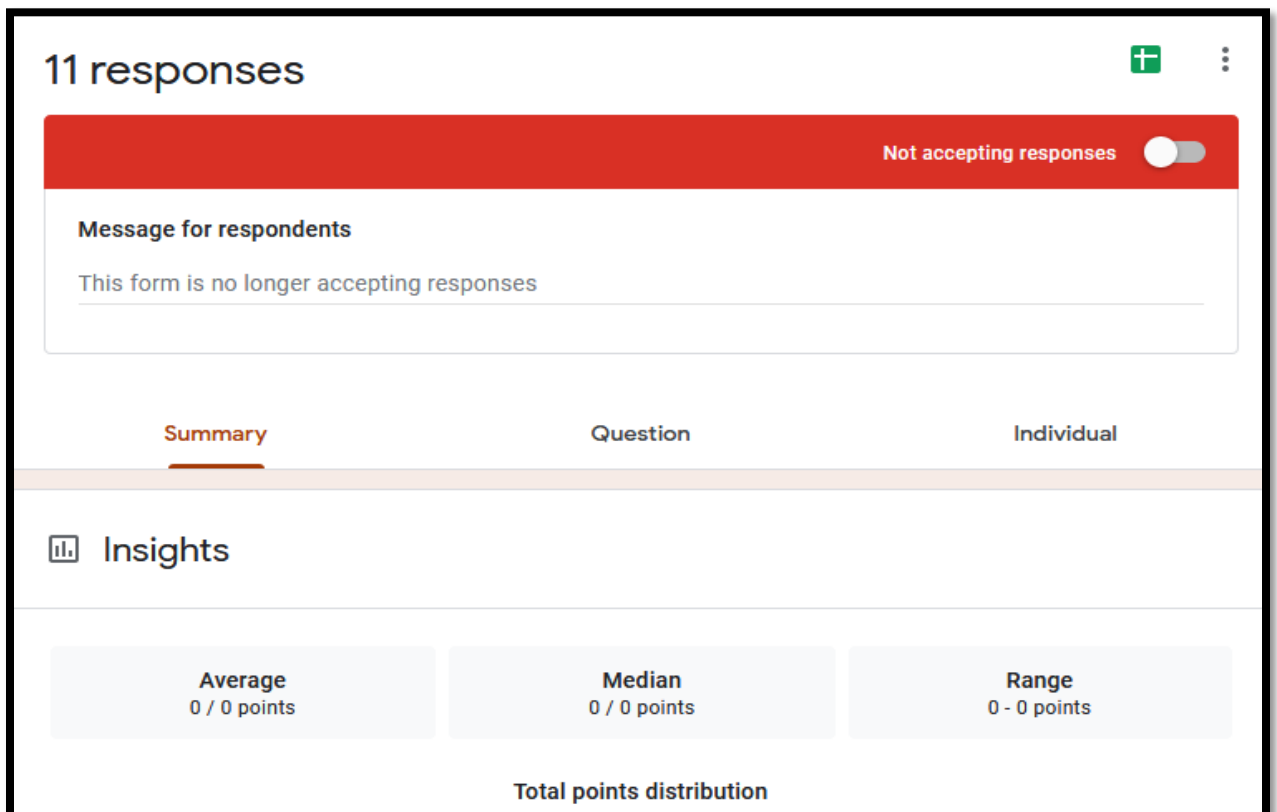 11 responses
Not accepting responses
Message for respondents
This form is no longer accepting responses
Summary Question Individual
Insights
Average Median Range
0 / 0 points 0 / 0 points 0 - 0 points
Total points distribution